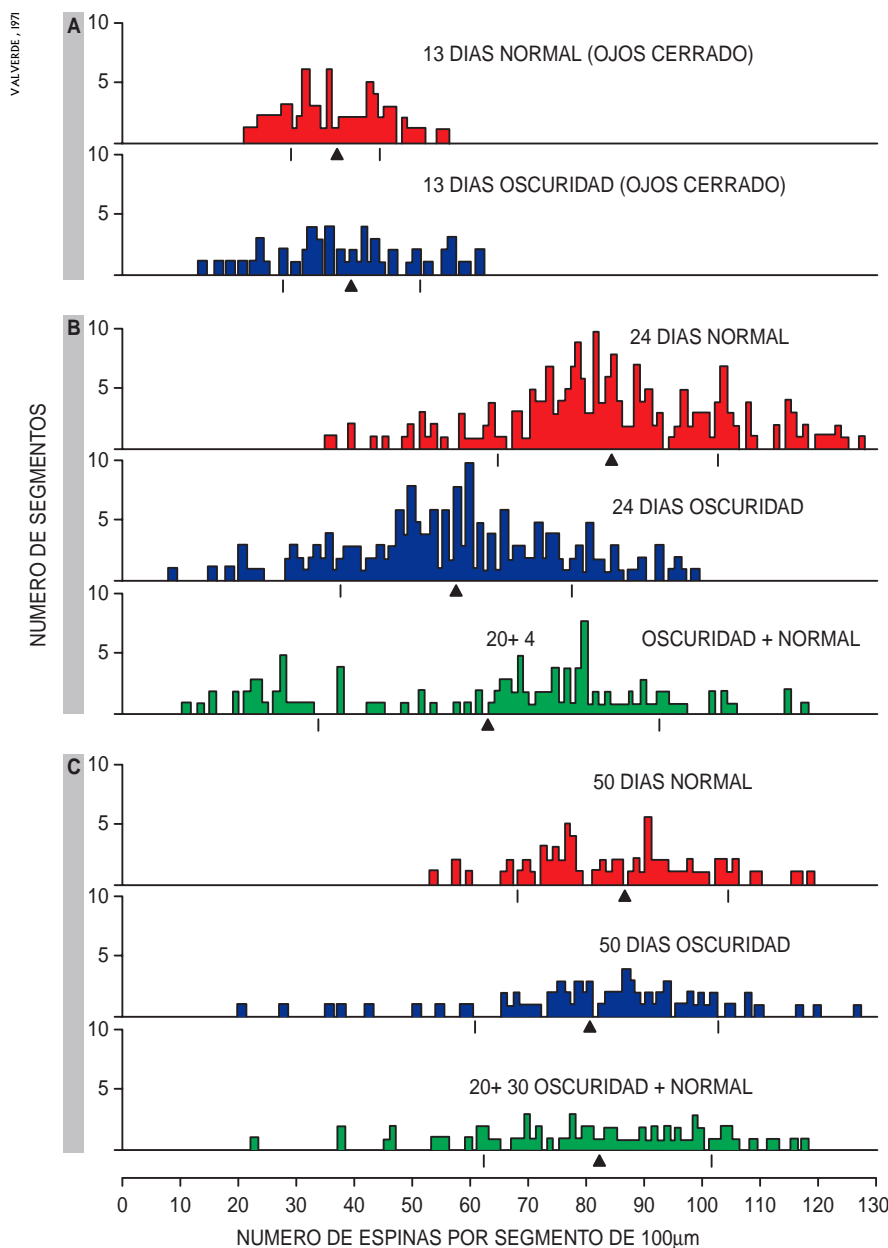 VALVERDE, 1971
NUMERO DE SEGMENTOS
A
10
5
13 DIAS NORMAL (OJOS CERRADO)
10
5
13 DIAS OSCURIDAD (OJOS CERRADO)
B
10
5
24 DIAS NORMAL
10
5
24 DIAS OSCURIDAD
10
5
20+ 4 OSCURIDAD + NORMAL
C
10
5
50 DIAS NORMAL
10
5
50 DIAS OSCURIDAD
10
5
20+ 30 OSCURIDAD + NORMAL
0 10 20 30 40 50 60 70 80 90 100 110 120 130
NUMERO DE ESPINAS POR SEGMENTO DE 100µm